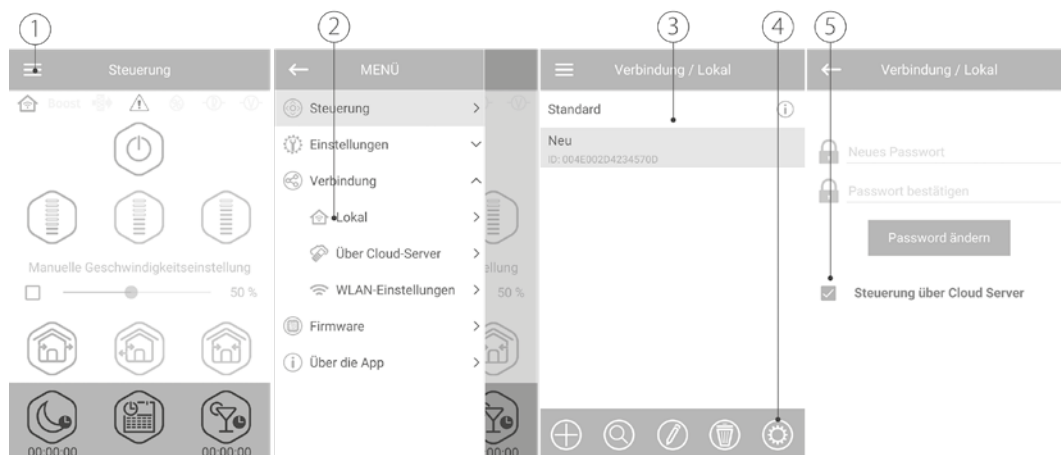 1
2
3
4
5
Steuerung
Boost
Manuelle Geschwindigkeitseinstellung
50 %
00:00:00
00:00:00
MENÜ
Steuerung
Einstellungen
Verbindung
Lokal
Über Cloud-Server
WLAN-Einstellungen
Firmware
Über die App
ellung
50 %
00:00
Verbindung / Lokal
Standard
Neu
ID: 004E002D4234570D
Verbindung / Lokal
Neues Passwort
Passwort bestätigen
Password ändern
Steuerung über Cloud Server